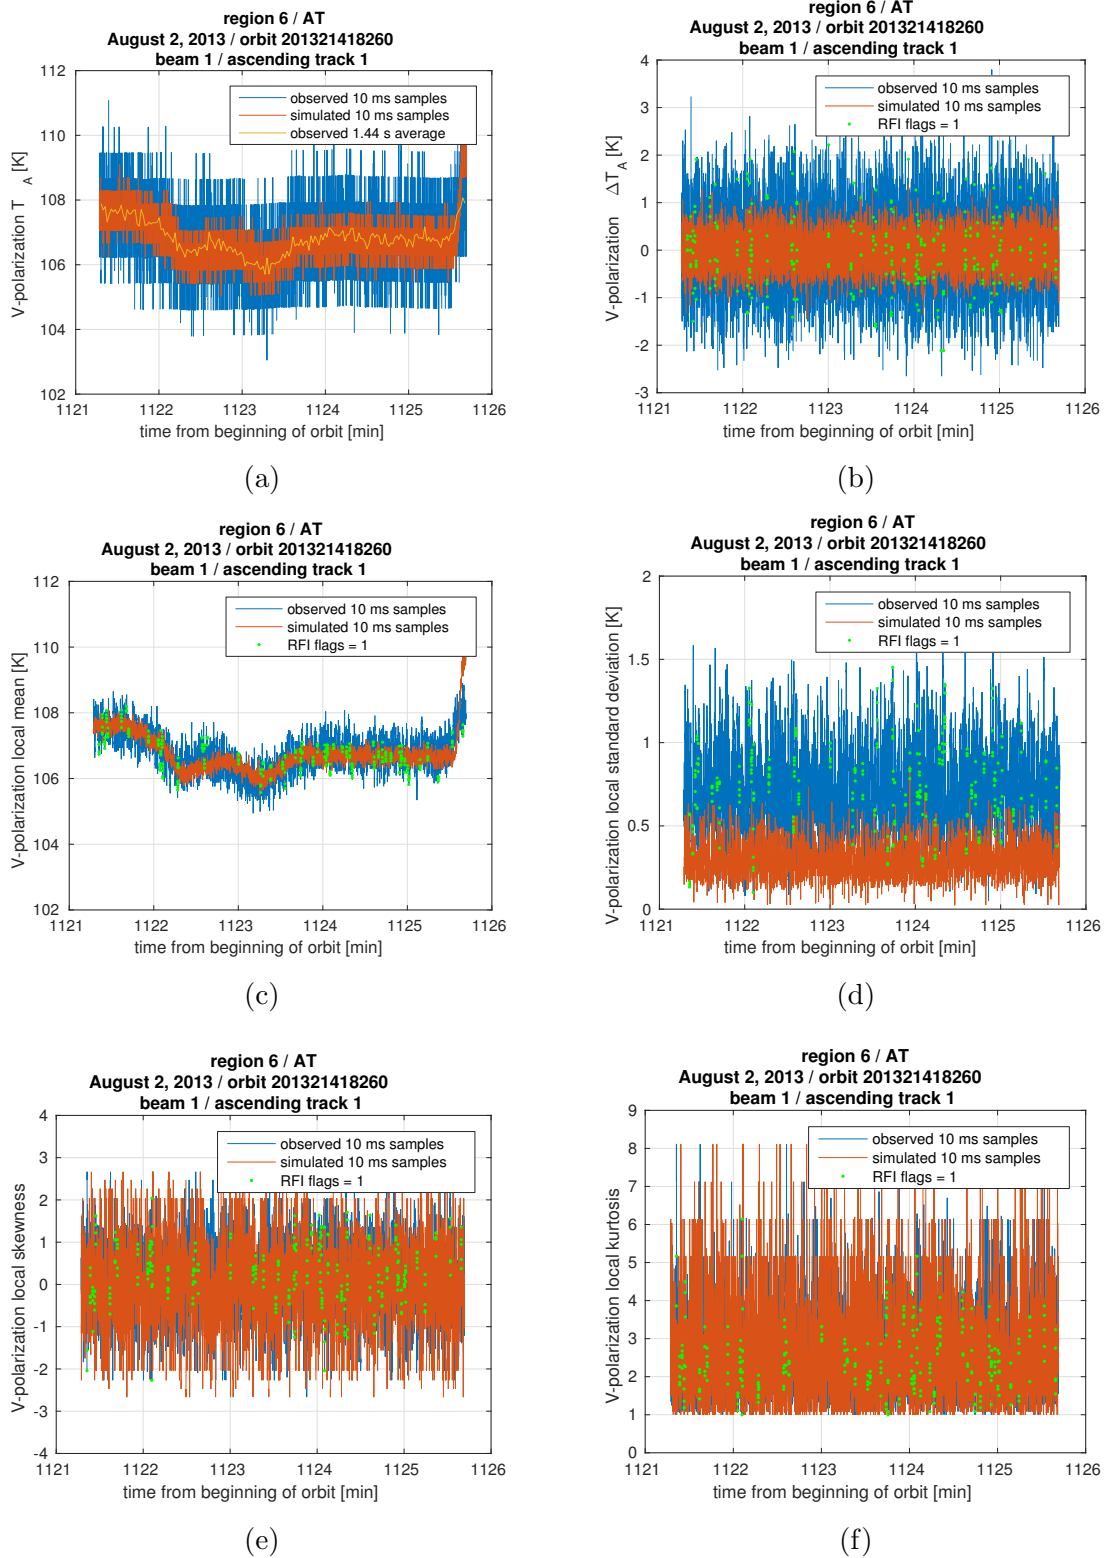 region 6 / AT
August 2, 2013 / orbit 201321418260
beam 1 / ascending track 1
observed 10 ms samples
simulated 10 ms samples
observed 1.44 s average
V-polarization T_A [K]
112
110
108
106
104
102
1121 1122 1123 1124 1125 1126
time from beginning of orbit [min]
(a)
region 6 / AT
August 2, 2013 / orbit 201321418260
beam 1 / ascending track 1
observed 10 ms samples
simulated 10 ms samples
RFI flags = 1
V-polarization ΔT_A [K]
4
3
2
1
0
-1
-2
-3
1121 1122 1123 1124 1125 1126
time from beginning of orbit [min]
(b)
region 6 / AT
August 2, 2013 / orbit 201321418260
beam 1 / ascending track 1
observed 10 ms samples
simulated 10 ms samples
RFI flags = 1
V-polarization local mean [K]
112
110
108
106
104
102
1121 1122 1123 1124 1125 1126
time from beginning of orbit [min]
(c)
region 6 / AT
August 2, 2013 / orbit 201321418260
beam 1 / ascending track 1
observed 10 ms samples
simulated 10 ms samples
RFI flags = 1
V-polarization local standard deviation [K]
2
1.5
1
0.5
0
1121 1122 1123 1124 1125 1126
time from beginning of orbit [min]
(d)
region 6 / AT
August 2, 2013 / orbit 201321418260
beam 1 / ascending track 1
observed 10 ms samples
simulated 10 ms samples
RFI flags = 1
V-polarization local skewness
4
3
2
1
0
-1
-2
-3
-4
1121 1122 1123 1124 1125 1126
time from beginning of orbit [min]
(e)
region 6 / AT
August 2, 2013 / orbit 201321418260
beam 1 / ascending track 1
observed 10 ms samples
simulated 10 ms samples
RFI flags = 1
V-polarization local kurtosis
9
8
7
6
5
4
3
2
1
0
1121 1122 1123 1124 1125 1126
time from beginning of orbit [min]
(f)